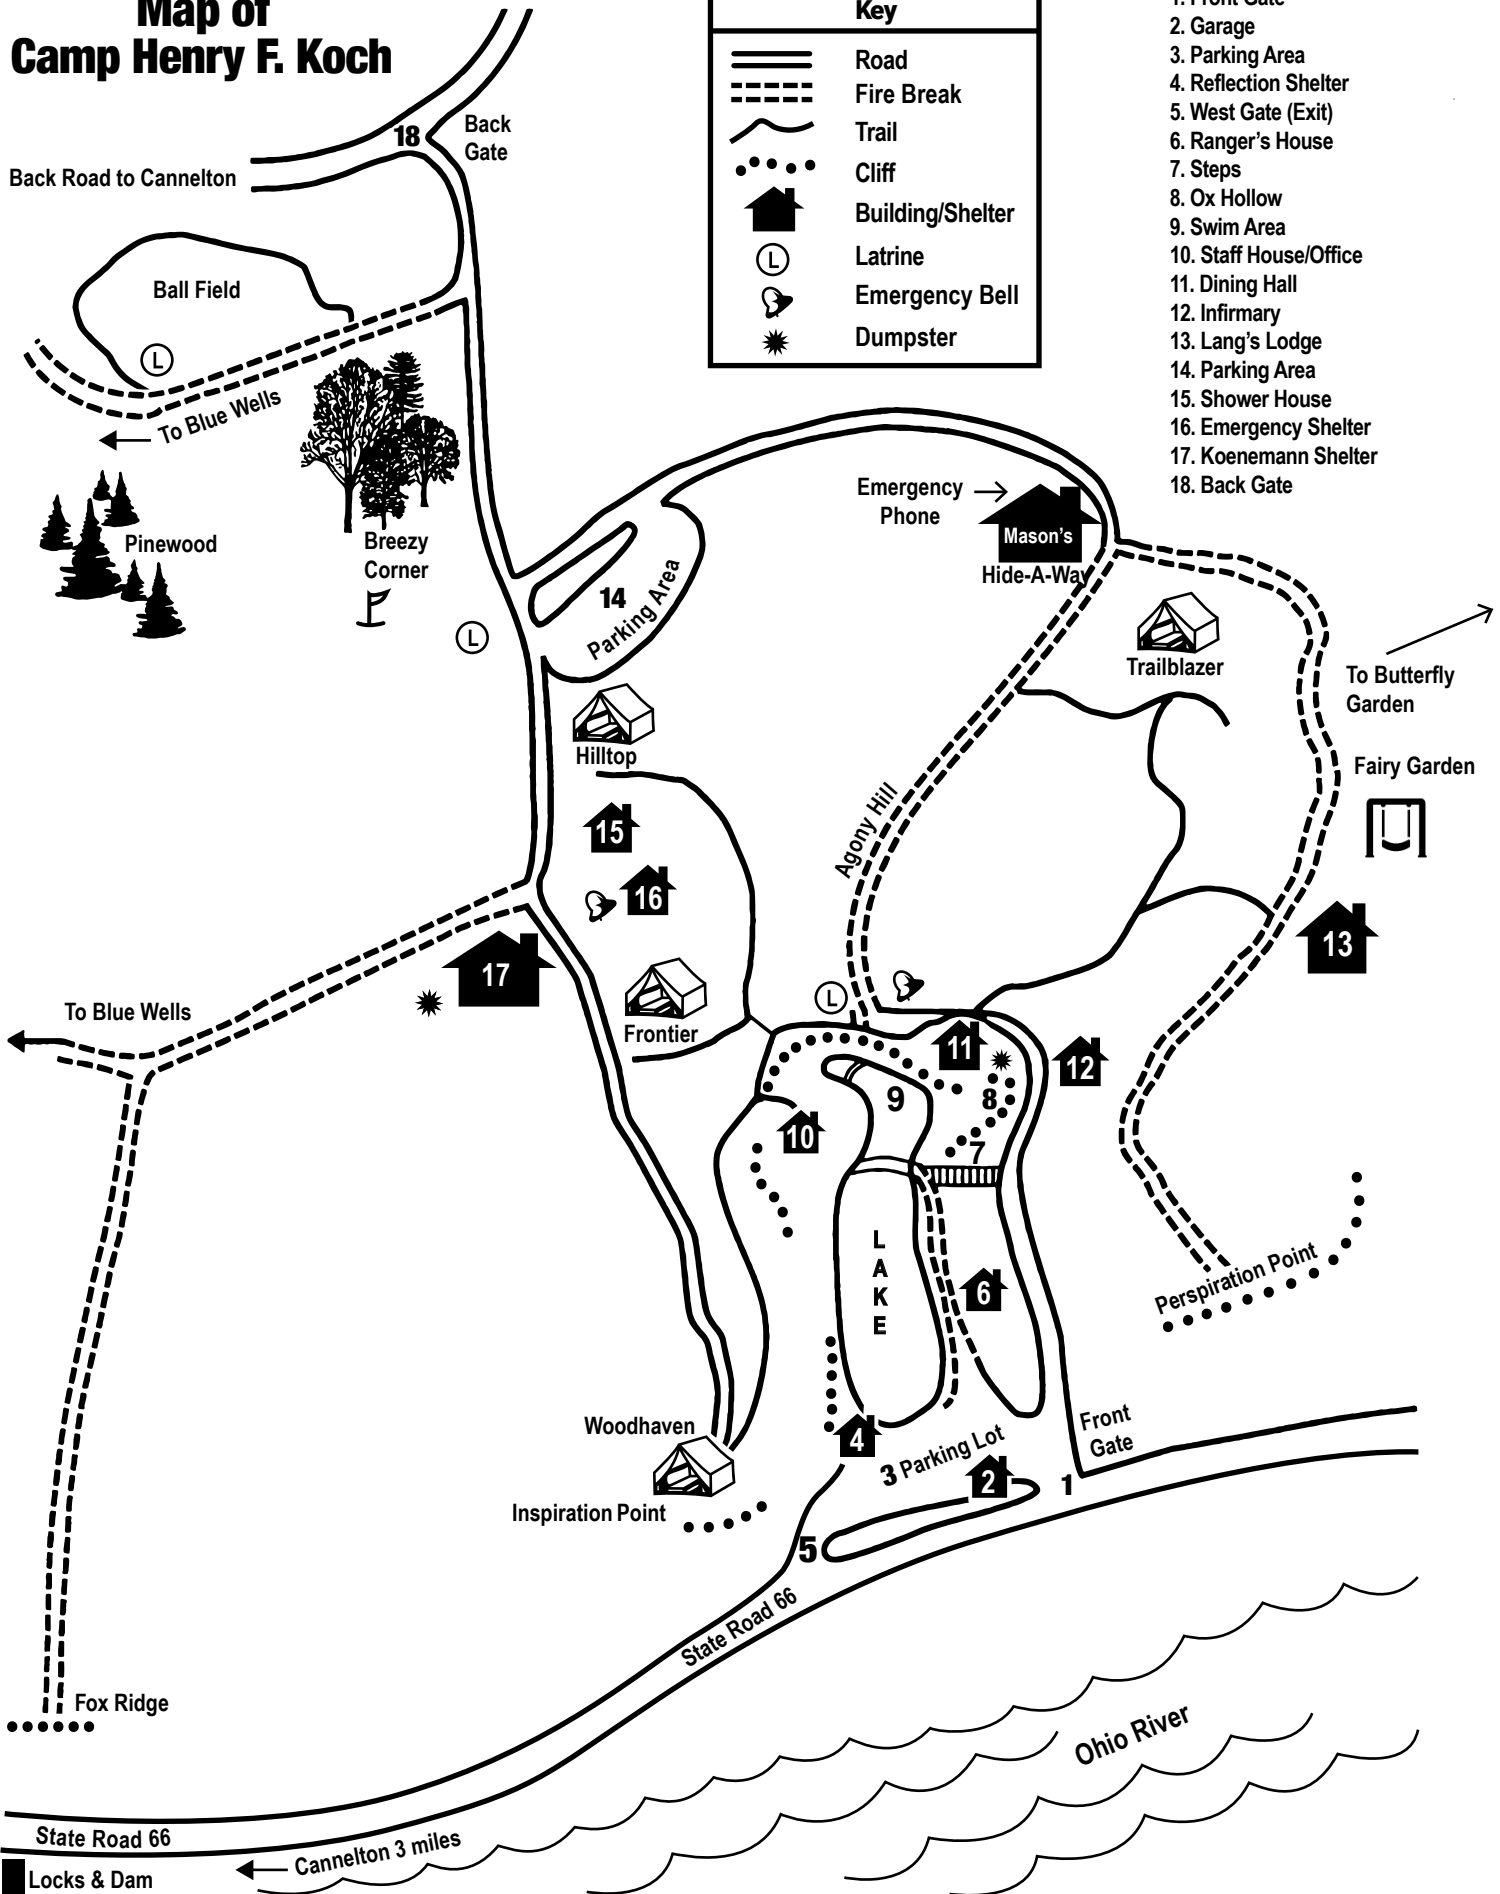 Map of
Camp Henry F. Koch
Key
Road
Fire Break
Trail
Cliff
Building/Shelter
L
Latrine
Emergency Bell
Dumpster
1. Front Gate
2. Garage
3. Parking Area
4. Reflection Shelter
5. West Gate (Exit)
6. Ranger's House
7. Steps
8. Ox Hollow
9. Swim Area
10. Staff House/Office
11. Dining Hall
12. Infirmary
13. Lang's Lodge
14. Parking Area
15. Shower House
16. Emergency Shelter
17. Koenemann Shelter
18. Back Gate
18
Back
Gate
Back Road to Cannelton
Ball Field
L
To Blue Wells
Pinewood
Breezy
Corner
L
14
Parking Area
Emergency
Phone
Mason's
Hide-A-Way
Trailblazer
To Butterfly
Garden
Fairy Garden
Hilltop
15
16
Agony Hill
13
17
To Blue Wells
Frontier
L
11
12
9
8
10
7
LAKE
6
Perspiration Point
Woodhaven
Inspiration Point
4
3 Parking Lot
2
Front
Gate
1
5
State Road 66
Fox Ridge
Ohio River
State Road 66
Cannelton 3 miles
Locks & Dam